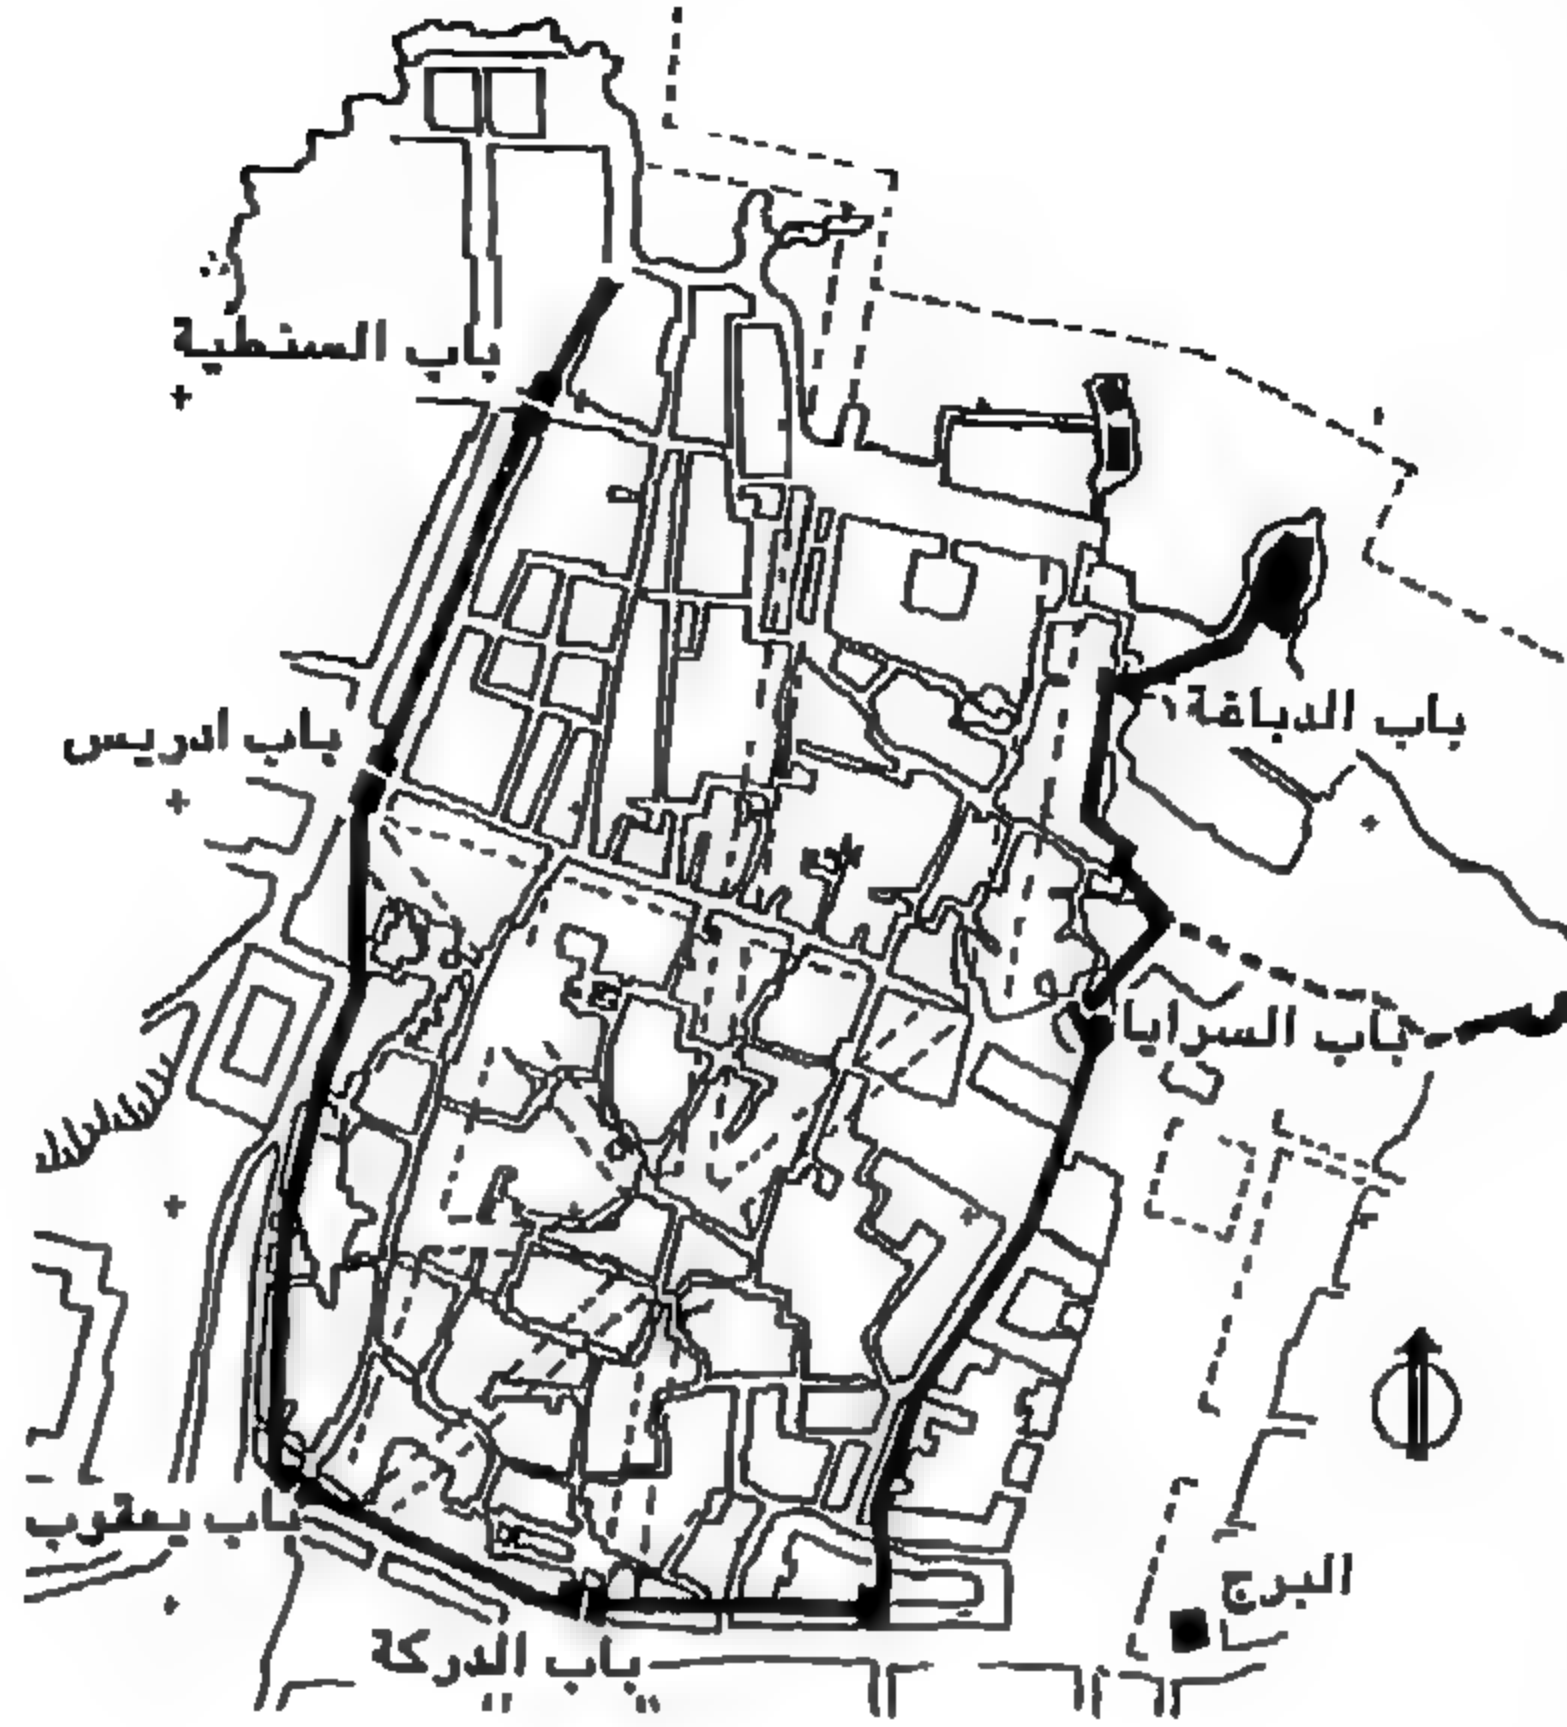 باب السنطية
باب الدباغة
باب ادريس
باب السرايا
باب يعقوب
البرج
باب الدركة